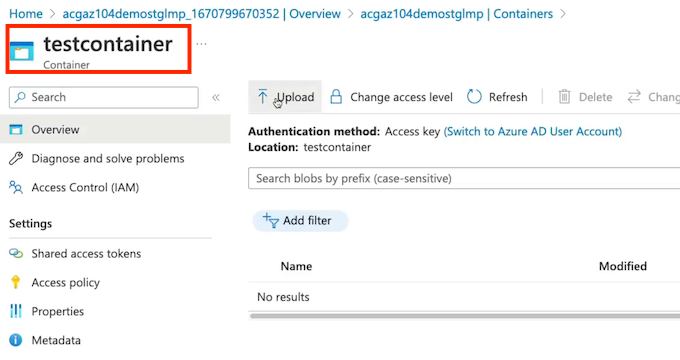 Home > acgaz104demostglmp_1670799670352 | Overview > acgaz104demostglmp | Containers >
testcontainer ...
Container
Search «
Upload Change access level Refresh Delete Chang
Overview
Authentication method: Access key (Switch to Azure AD User Account)
Diagnose and solve problems
Location: testcontainer
Access Control (IAM)
Search blobs by prefix (case-sensitive)
Settings
Add filter
Shared access tokens
Name Modified
Access policy
No results
Properties
Metadata